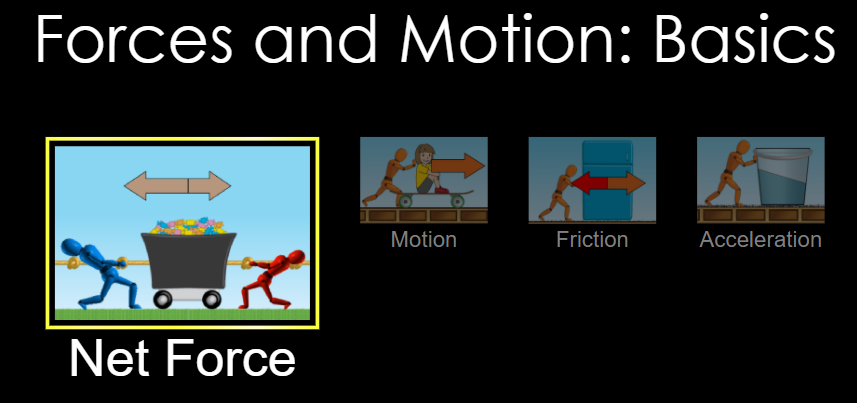 Forces and Motion: Basics
Motion
Friction
Acceleration
Net Force